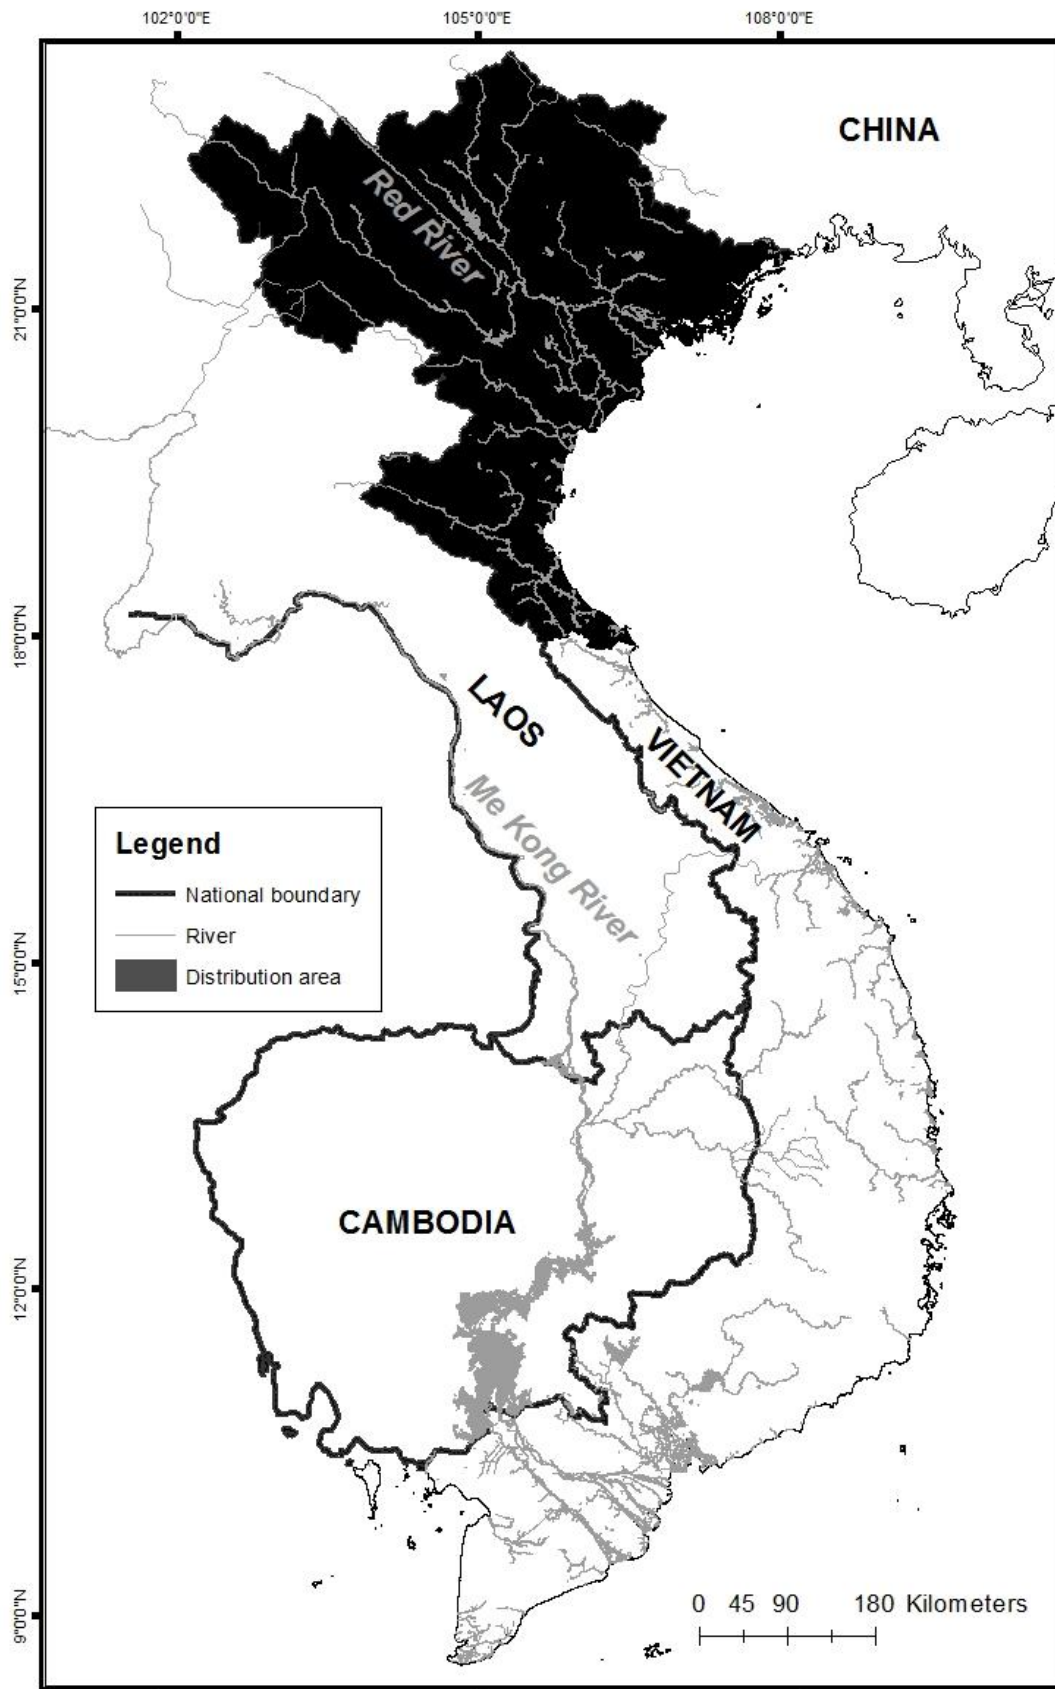 102°0'0"E 105°0'0"E 108°0'0"E
CHINA
Red River
21°0'0"N
18°0'0"N
LAOS
VIETNAM
Me Kong River
Legend
National boundary
River
Distribution area
15°0'0"N
CAMBODIA
12°0'0"N
9°0'0"N
0 45 90 180 Kilometers